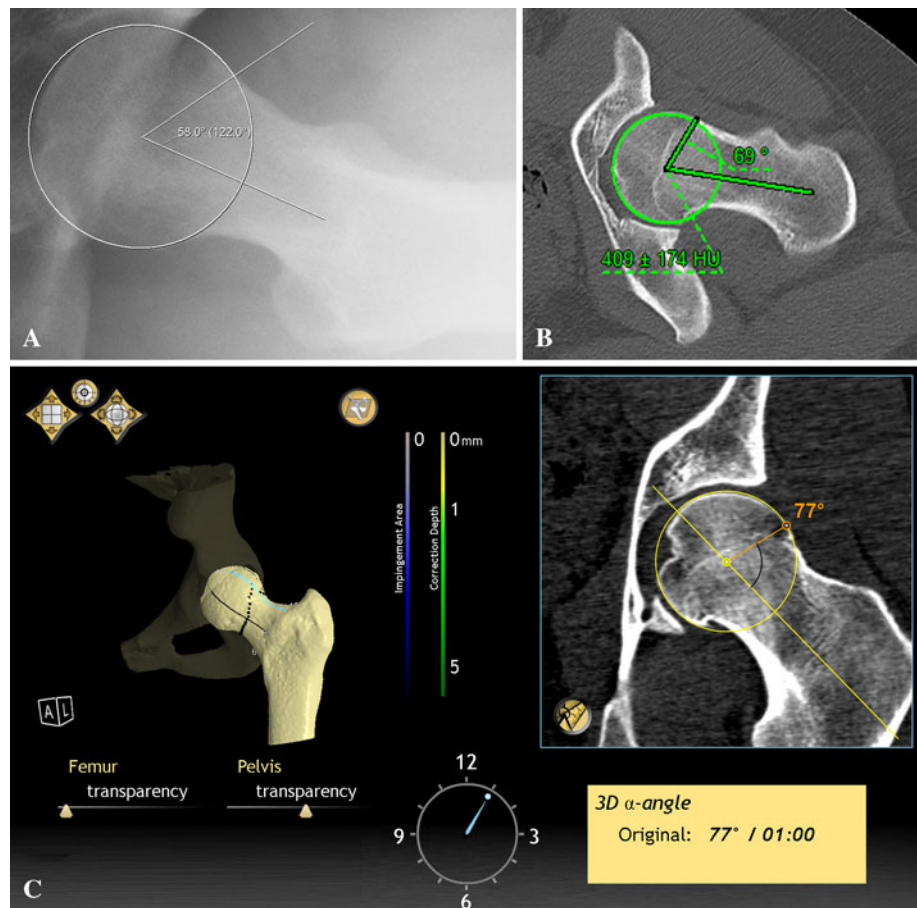 58.0° (122.0°)
A
69 °
409 ± 174 HU
B
0
0mm
1
5
Impingement Area
Correction Depth
77°
6
A L
Femur
transparency
Pelvis
transparency
12
9
3
6
3D α-angle
Original: 77° / 01:00
C